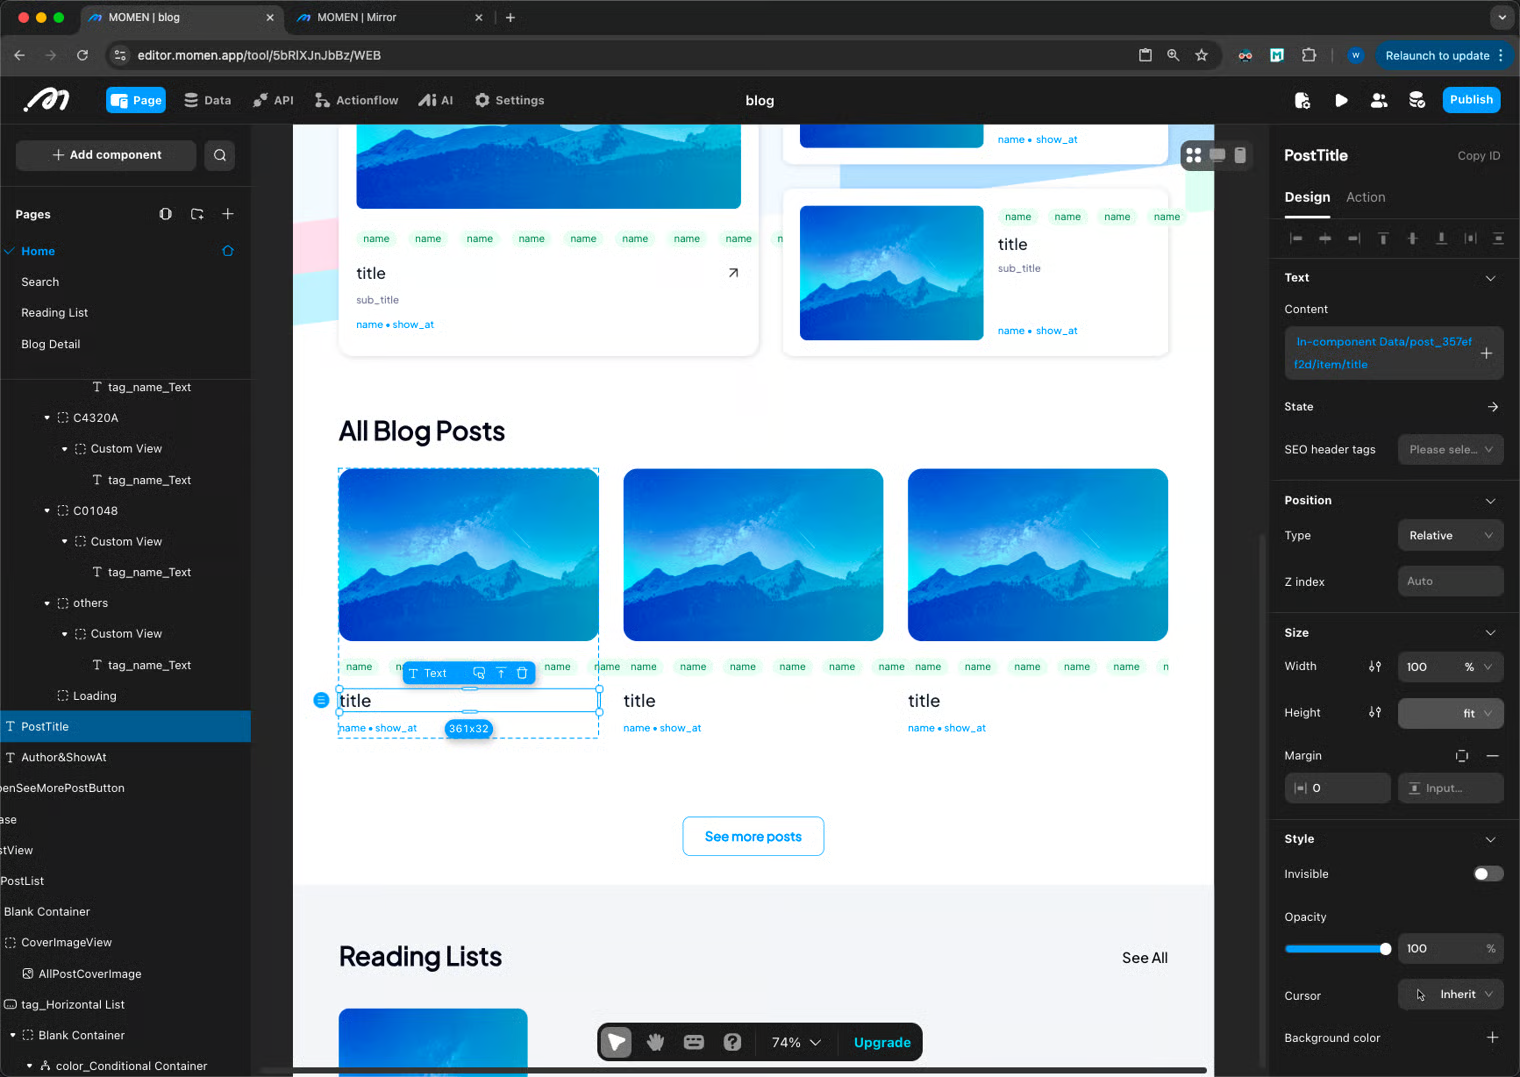 MOMEN | blog
MOMEN | Mirror
editor.momen.app/tool/5bRlXJnJbBz/WEB
Relaunch to update
Page
Data
API
Actionflow
AI
Settings
blog
Publish
Add component
Pages
Home
Search
Reading List
Blog Detail
tag_name_Text
C4320A
Custom View
tag_name_Text
C01048
Custom View
tag_name_Text
others
Custom View
tag_name_Text
Loading
PostTitle
Author&ShowAt
enSeeMorePostButton
ase
stView
PostList
Blank Container
CoverImageView
AllPostCoverImage
tag_Horizontal List
Blank Container
color_Conditional Container
name • show_at
name name name name name name name name n
title
sub_title
name • show_at
name name name name
title
sub_title
name • show_at
All Blog Posts
name n name name
Text
title
name • show_at
361x32
name name name name name name
title
name • show_at
name name name name name n
title
name • show_at
See more posts
Reading Lists
See All
74%
Upgrade
PostTitle
Copy ID
Design
Action
Text
Content
In-component Data/post_357ef
f2d/item/title
State
SEO header tags
Please sele...
Position
Type
Relative
Z index
Auto
Size
Width
100 %
Height
fit
Margin
0
Input...
Style
Invisible
Opacity
100 %
Cursor
Inherit
Background color